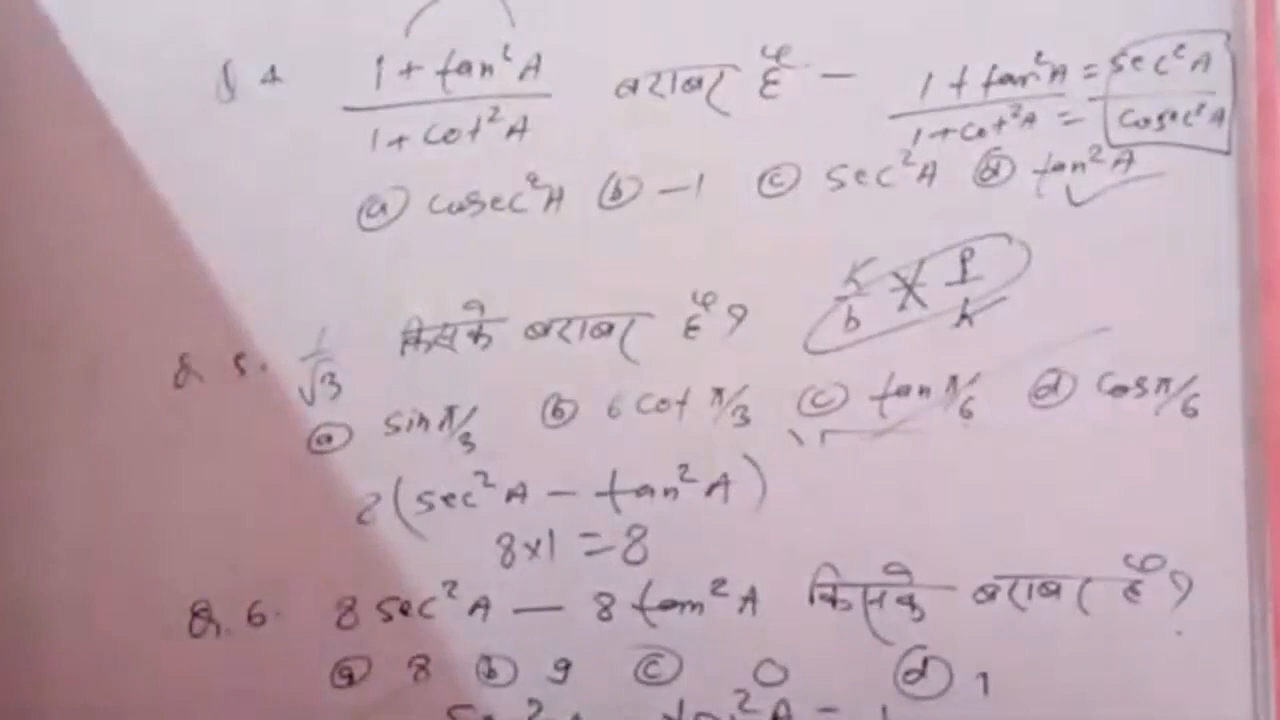 Q 4 (1 + tan²A)/(1 + cot²A) बराबर है — (1 + tan²A)/(1 + cot²A) = = sec²A/cosec²A
(a) cosec²A (b) -1 (c) sec²A (d) tan²A
K/b × P/K
Q 5. 1/√3 किसके बराबर है?
(a) sin π/3 (b) 6 cot π/3 (c) tan π/6 (d) cos π/6
2(sec²A — tan²A)
8×1 = 8
Q. 6. 8 sec²A — 8 tan²A किसके बराबर है?
(a) 8 (b) 9 (c) 0 (d) 1